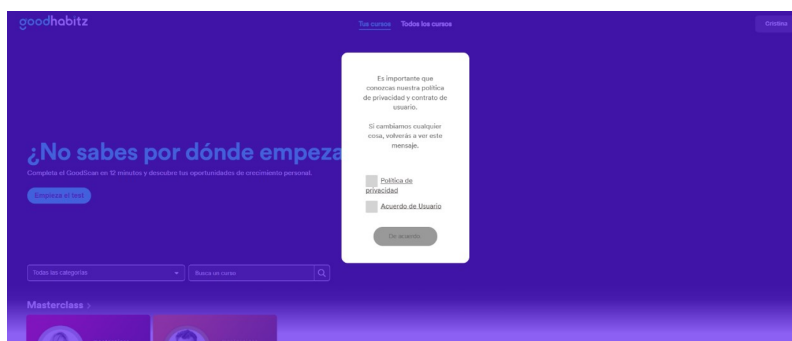 goodhabitz
Tus cursos Todos los cursos
Cristina
Es importante que
conozcas nuestra política
de privacidad y contrato de
usuario.
Si cambiamos cualquier
cosa, volverás a ver este
mensaje.
Política de
privacidad
Acuerdo de Usuario
De acuerdo
¿No sabes por dónde empeza
Completa el GoodScan en 12 minutos y descubre tus oportunidades de crecimiento personal.
Empieza el test
Todas las categorías
Busca un curso
Masterclass